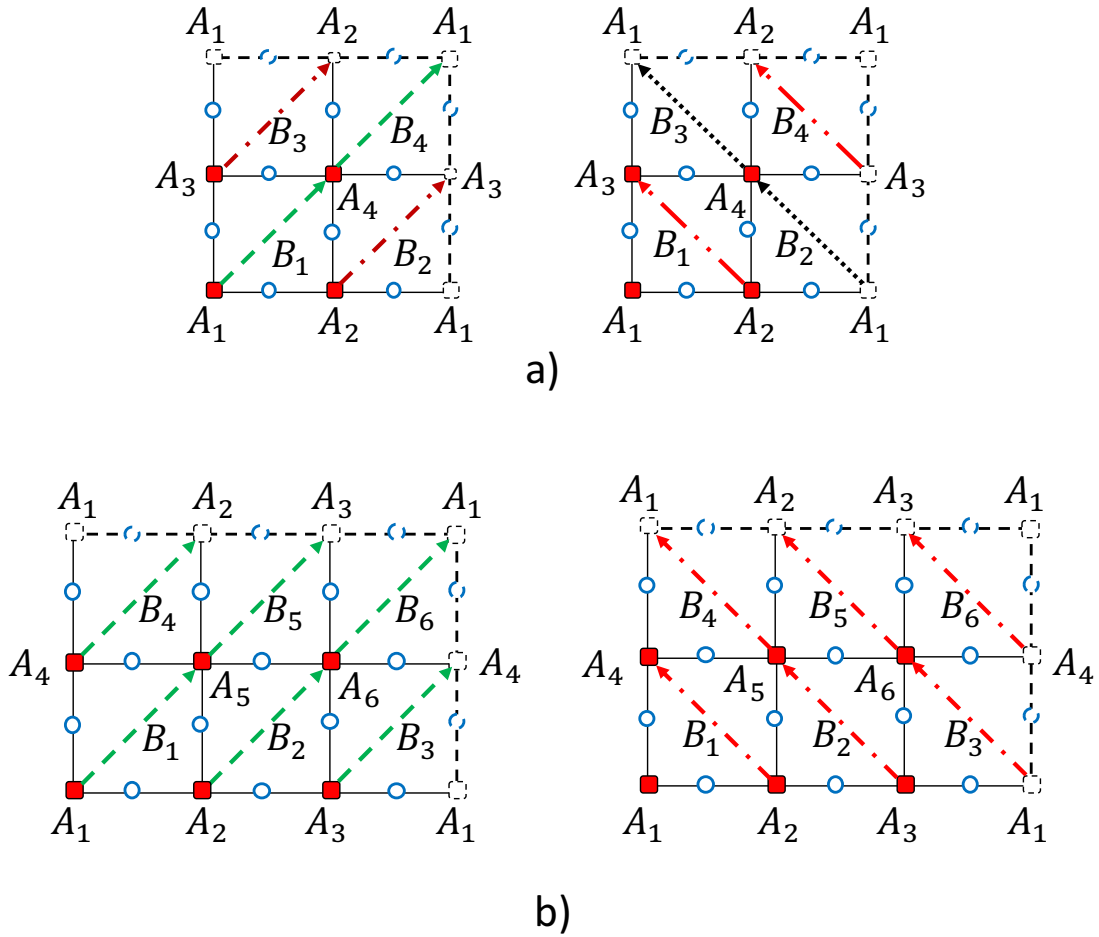 A₁ A₂ A₁ A₁ A₂ A₁
B₃ B₄ B₃ B₄
A₃ A₄ A₃ A₃ A₄ A₃
B₁ B₂ B₁ B₂
A₁ A₂ A₁ A₁ A₂ A₁
a)
A₁ A₂ A₃ A₁ A₁ A₂ A₃ A₁
B₄ B₅ B₆ B₄ B₅ B₆
A₄ A₅ A₆ A₄ A₄ A₅ A₆ A₄
B₁ B₂ B₃ B₁ B₂ B₃
A₁ A₂ A₃ A₁ A₁ A₂ A₃ A₁
b)